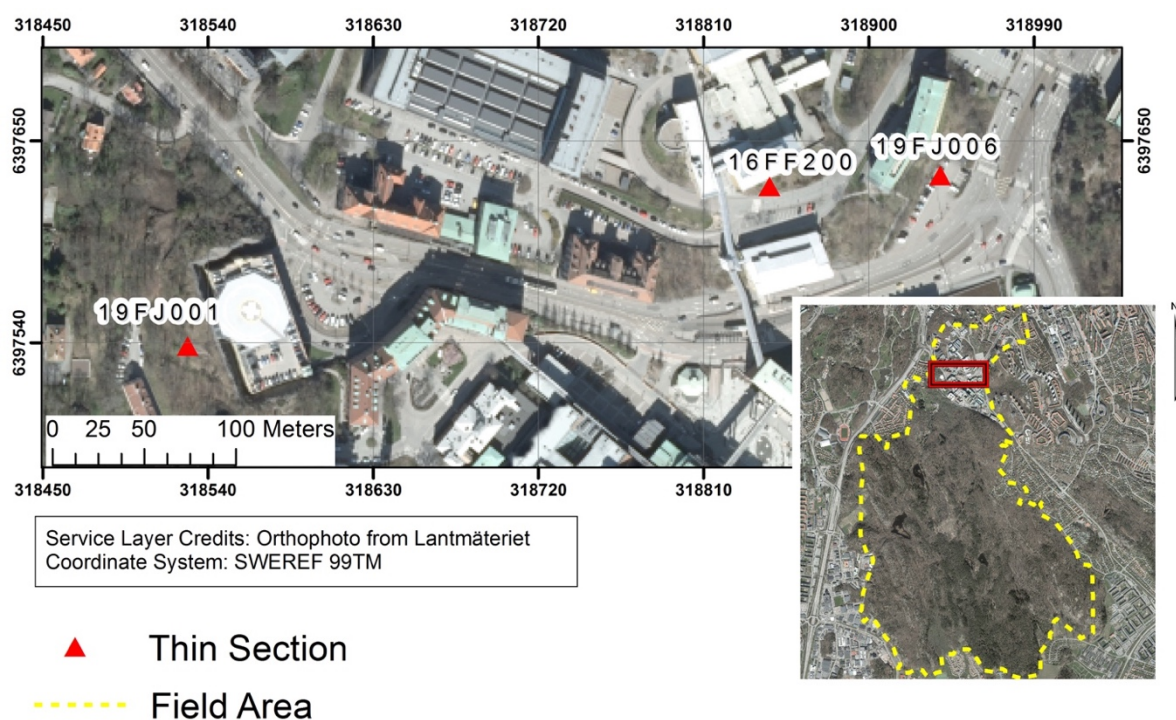 318450 318540 318630 318720 318810 318900 318990
6397650
6397650
16FF200
19FJ006
19FJ001
6397540
0 25 50 100 Meters
318450 318540 318630 318720 318810
Service Layer Credits: Orthophoto from Lantmäteriet
Coordinate System: SWEREF 99TM
Thin Section
Field Area